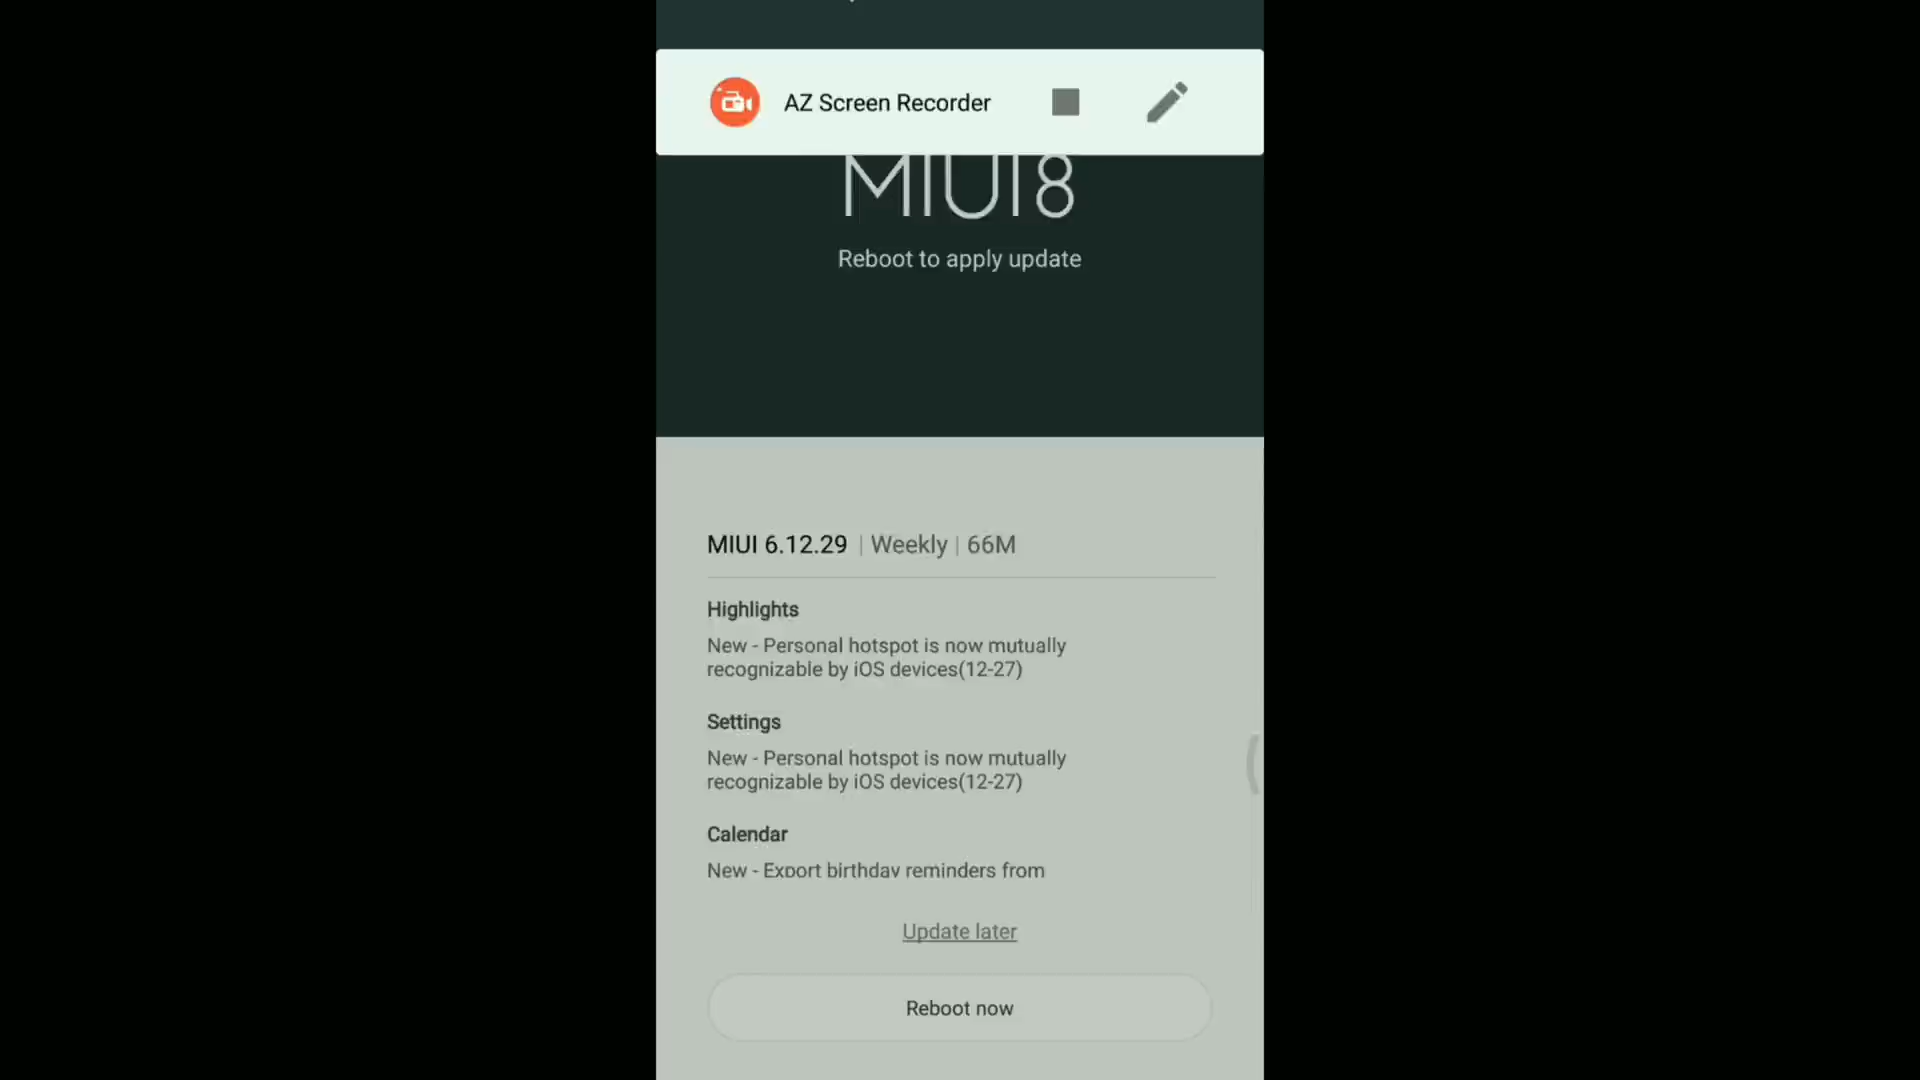 AZ Screen Recorder
MIUI 8
Reboot to apply update
MIUI 6.12.29 | Weekly | 66M
Highlights
New - Personal hotspot is now mutually
recognizable by iOS devices(12-27)
Settings
New - Personal hotspot is now mutually
recognizable by iOS devices(12-27)
Calendar
New - Export birthday reminders from
Update later
Reboot now